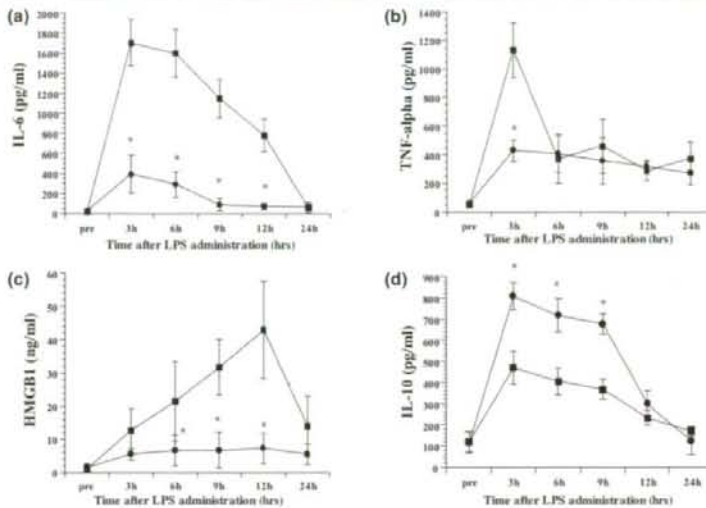 (a)
IL-6 (pg/ml)
2000
1800
1600
1400
1200
1000
800
600
400
200
0
pre 3h 6h 9h 12h 24h
Time after LPS administration (hrs)
* * * *
(b)
TNF-alpha (pg/ml)
1400
1200
1000
800
600
400
200
0
pre 3h 6h 9h 12h 24h
Time after LPS administration (hrs)
*
(c)
HMGB1 (ng/ml)
60
50
40
30
20
10
0
pre 3h 6h 9h 12h 24h
Time after LPS administration (hrs)
* * *
(d)
IL-10 (pg/ml)
900
800
700
600
500
400
300
200
100
0
pre 3h 6h 9h 12h 24h
Time after LPS administration (hrs)
* * *